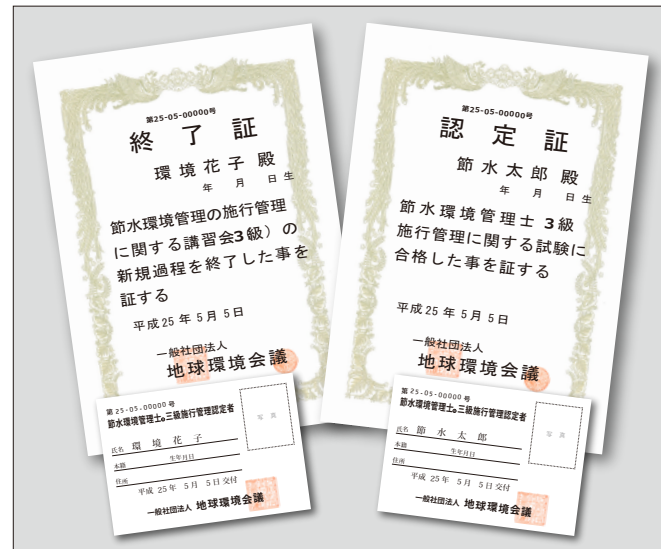 第25-05-00000号
終了証
環境花子殿
年 月 日生
節水環境管理の施行管理
に関する講習会3級）の
新規過程を終了した事を
証する
平成25年5月5日
一般社団法人
地球環境会議
第25-05-00000号
認定証
節水太郎殿
年 月 日生
節水環境管理士 3級
施行管理に関する試験に
合格した事を証する
平成25年5月5日
一般社団法人
地球環境会議
第25-05-00000号
節水環境管理士®三級施行管理認定者
氏名 環境花子
本籍 生年月日
住所
平成 25年 5月 5日交付
一般社団法人 地球環境会議
写真
第25-05-00000号
節水環境管理士®三級施行管理認定者
氏名 節水太郎
本籍 生年月日
住所
平成 25年 5月 5日交付
一般社団法人 地球環境会議
写真